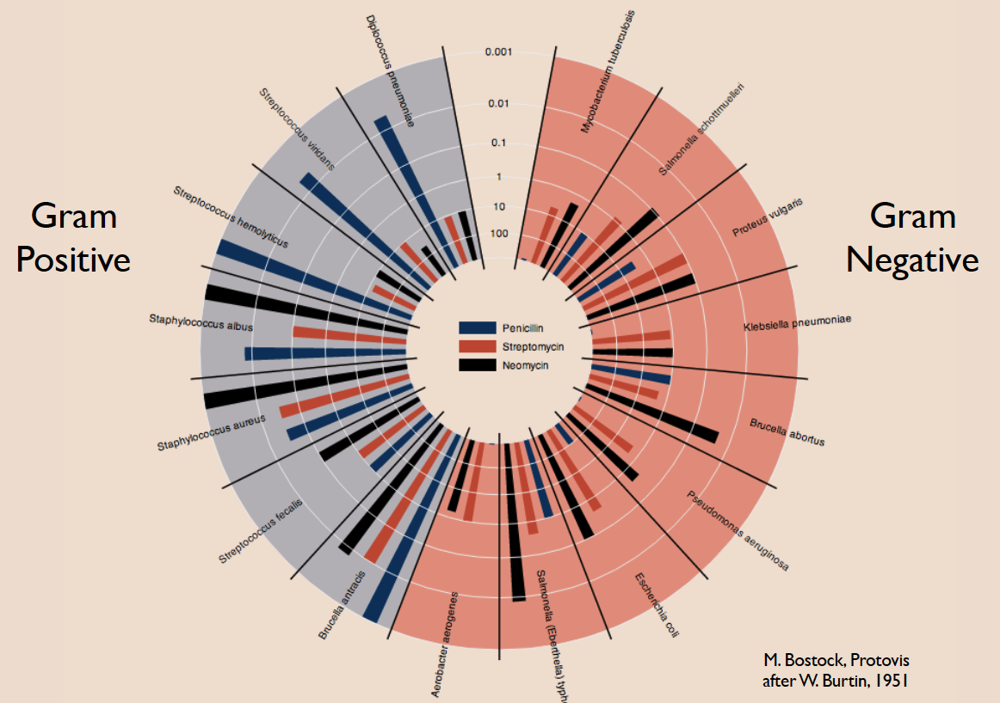 Gram
Positive
Gram
Negative
0.001
0.01
0.1
1
10
100
Penicillin
Streptomycin
Neomycin
Mycobacterium tuberculosis
Salmonella schottmuelleri
Proteus vulgaris
Klebsiella pneumoniae
Brucella abortus
Pseudomonas aeruginosa
Escherichia coli
Salmonella (Eberthella) typh
Aerobacter aerogenes
Brucella antracis
Streptococcus fecalis
Staphylococcus aureus
Staphylococcus albus
Streptococcus hemolyticus
Streptococcus viridans
Diplococcus pneumoniae
M. Bostock, Protovis
after W. Burtin, 1951